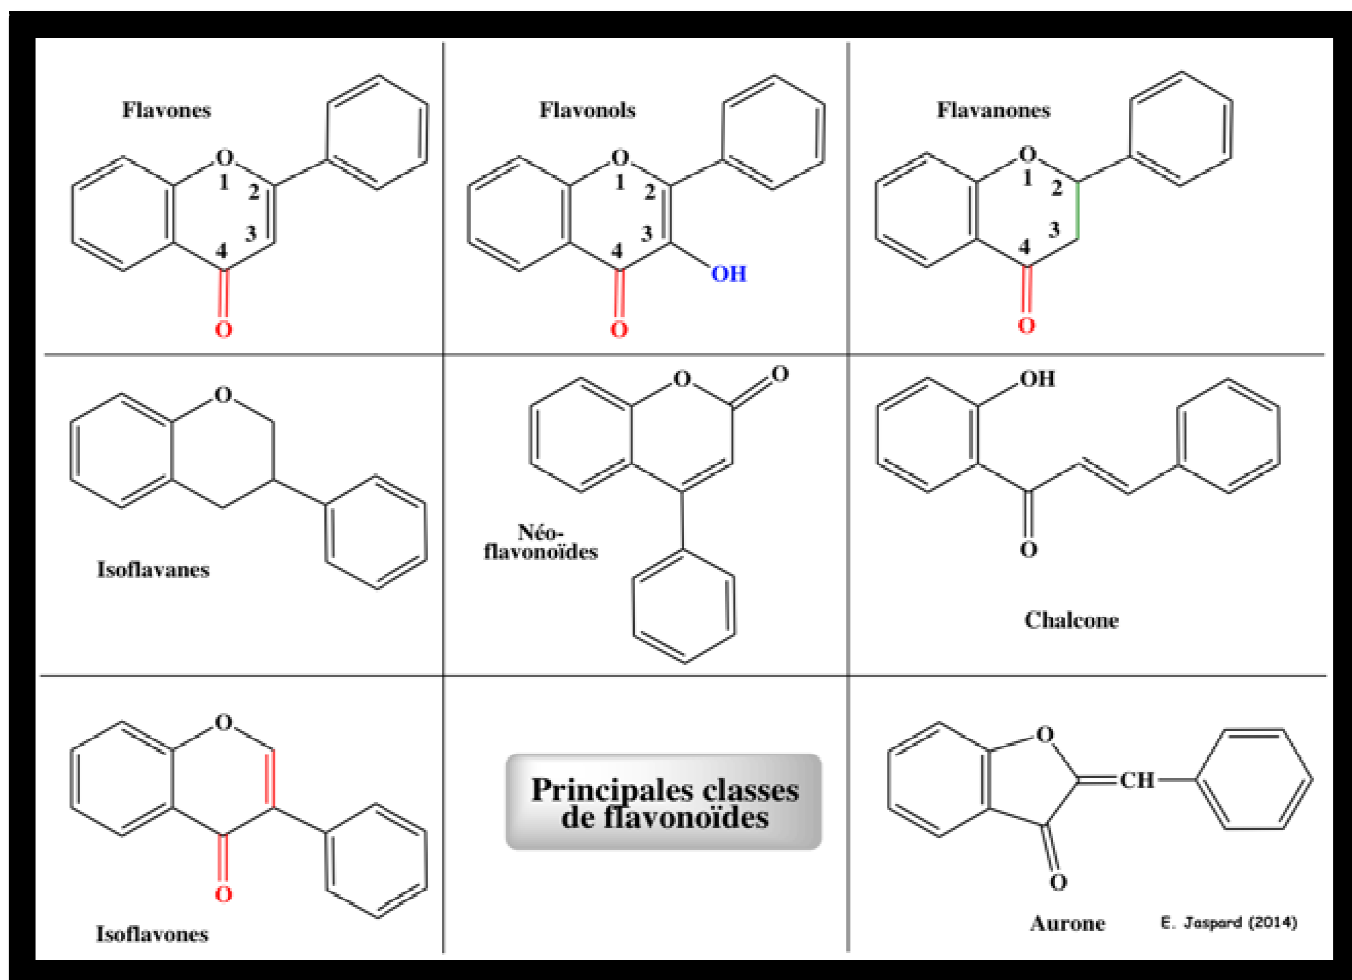 Flavones
O
1
2
3
4
O
Flavonols
O
1
2
3
4
OH
O
Flavanones
O
1
2
3
4
O
O
Isoflavanes
O
O
Néo-
flavonoïdes
OH
O
Chalcone
O
O
Isoflavones
Principales classes
de flavonoïdes
O
CH
O
Aurone
E. Jaspard (2014)